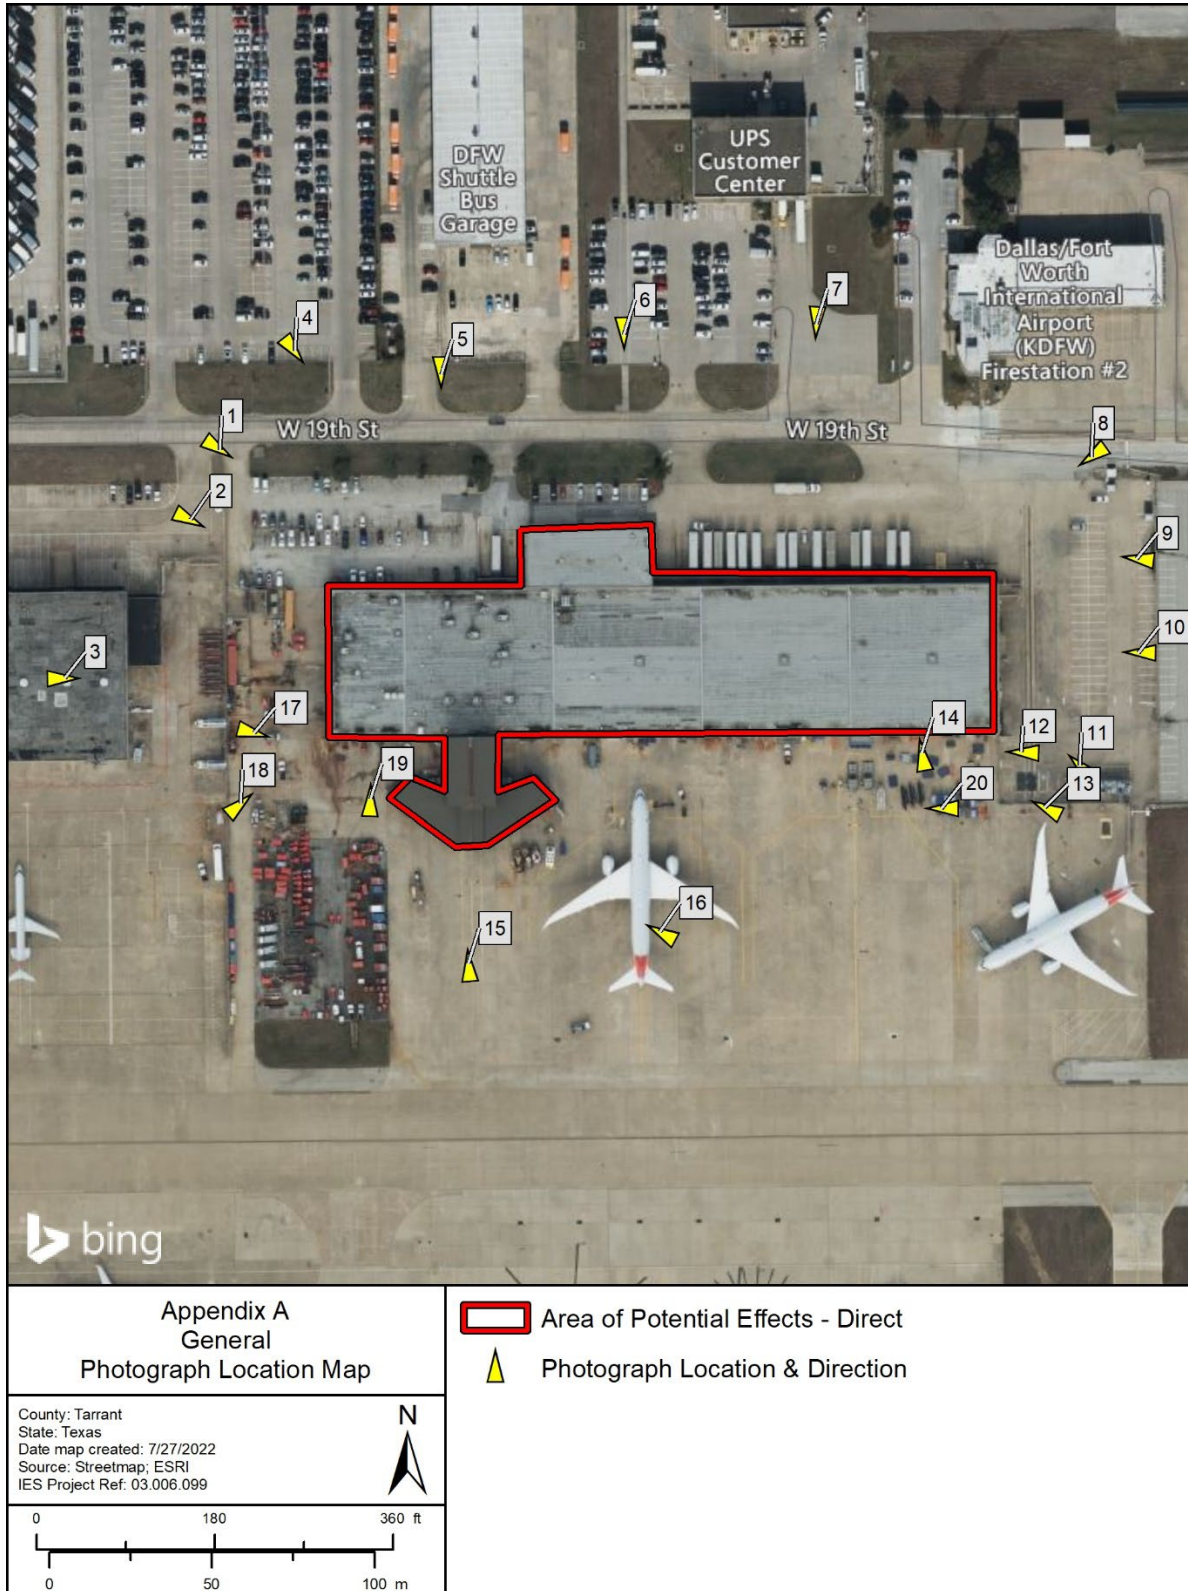 DFW
Shuttle
Bus
Garage
UPS
Customer
Center
Dallas/Fort
Worth
International
Airport
(KDFW)
Firestation #2
4
5
6
7
1
W 19th St
W 19th St
8
2
9
3
10
17
14
12
11
18
19
20
13
16
15
bing
Appendix A
General
Photograph Location Map
County: Tarrant
State: Texas
Date map created: 7/27/2022
Source: Streetmap; ESRI
IES Project Ref: 03.006.099
N
0 180 360 ft
0 50 100 m
Area of Potential Effects - Direct
Photograph Location & Direction